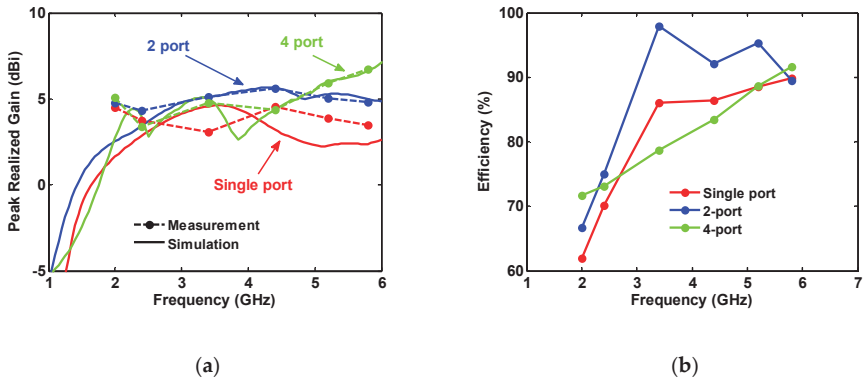 10
5
0
-5
Peak Realized Gain (dBi)
2 port
4 port
Single port
Measurement
Simulation
1 2 3 4 5 6
Frequency (GHz)
(a)
100
90
80
70
60
Efficiency (%)
Single port
2-port
4-port
1 2 3 4 5 6 7
Frequency (GHz)
(b)